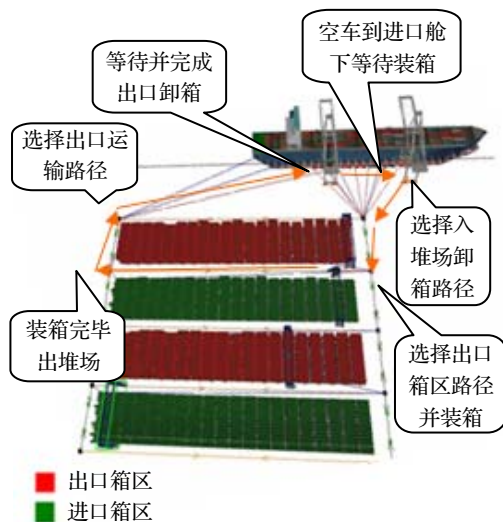 空车到进口舱
下等待装箱
等待并完成
出口卸箱
选择出口运
输路径
选择入
堆场卸
箱路径
装箱完毕
出堆场
选择出口
箱区路径
并装箱
出口箱区
进口箱区